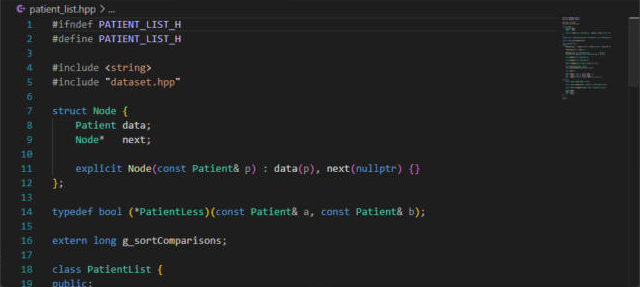 patient_list.hpp > ...
1 #ifndef PATIENT_LIST_H
2 #define PATIENT_LIST_H
3
4 #include <string>
5 #include "dataset.hpp"
6
7 struct Node {
8     Patient data;
9     Node*   next;
10
11     explicit Node(const Patient& p) : data(p), next(nullptr) {}
12 };
13
14 typedef bool (*PatientLess)(const Patient& a, const Patient& b);
15
16 extern long g_sortComparisons;
17
18 class PatientList {
19 public: